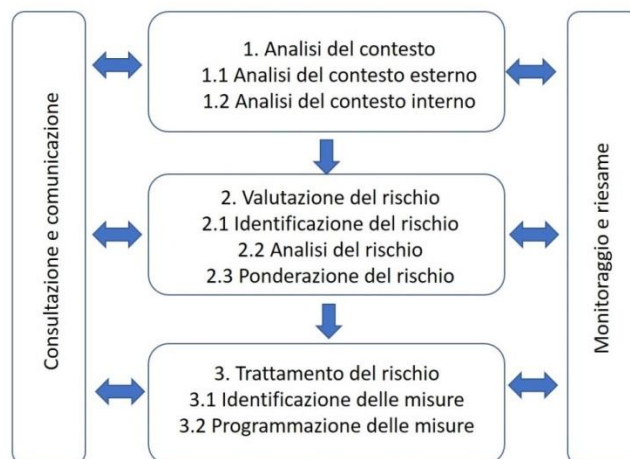 Consultazione e comunicazione
1. Analisi del contesto
1.1 Analisi del contesto esterno
1.2 Analisi del contesto interno
2. Valutazione del rischio
2.1 Identificazione del rischio
2.2 Analisi del rischio
2.3 Ponderazione del rischio
3. Trattamento del rischio
3.1 Identificazione delle misure
3.2 Programmazione delle misure
Monitoraggio e riesame